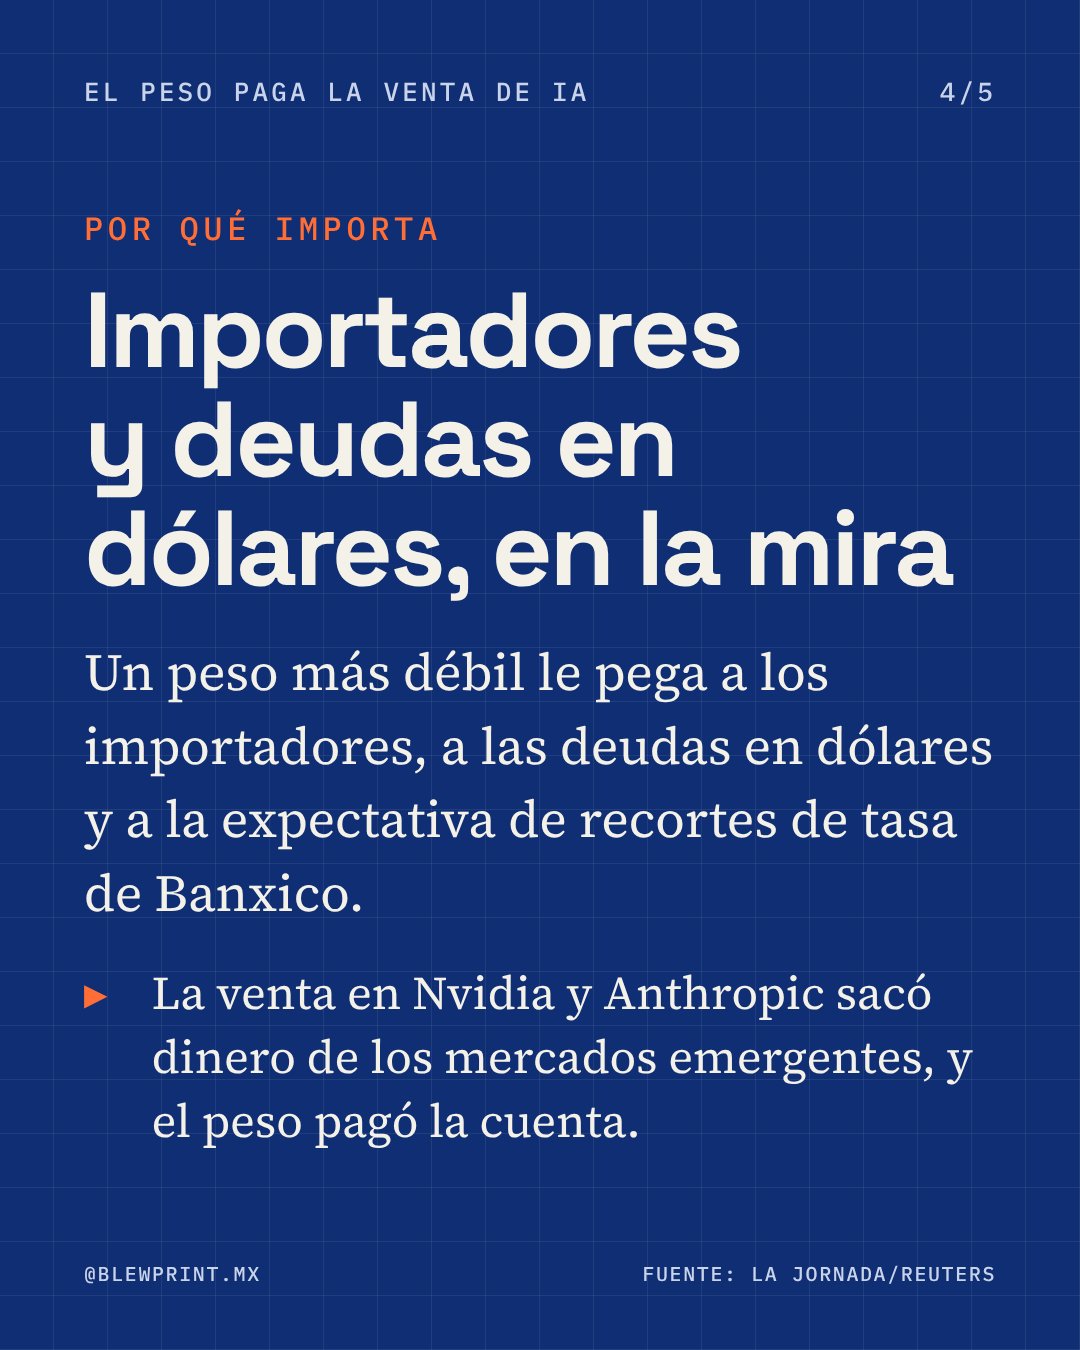 EL PESO PAGA LA VENTA DE IA
4/5
POR QUÉ IMPORTA
Importadores
y deudas en
dólares, en la mira
Un peso más débil le pega a los
importadores, a las deudas en dólares
y a la expectativa de recortes de tasa
de Banxico.
La venta en Nvidia y Anthropic sacó
dinero de los mercados emergentes, y
el peso pagó la cuenta.
@BLEWPRINT.MX
FUENTE: LA JORNADA/REUTERS